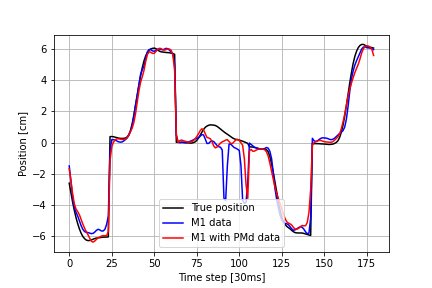 6
4
2
0
−2
−4
−6
Position [cm]
True position
M1 data
M1 with PMd data
0 25 50 75 100 125 150 175
Time step [30ms]